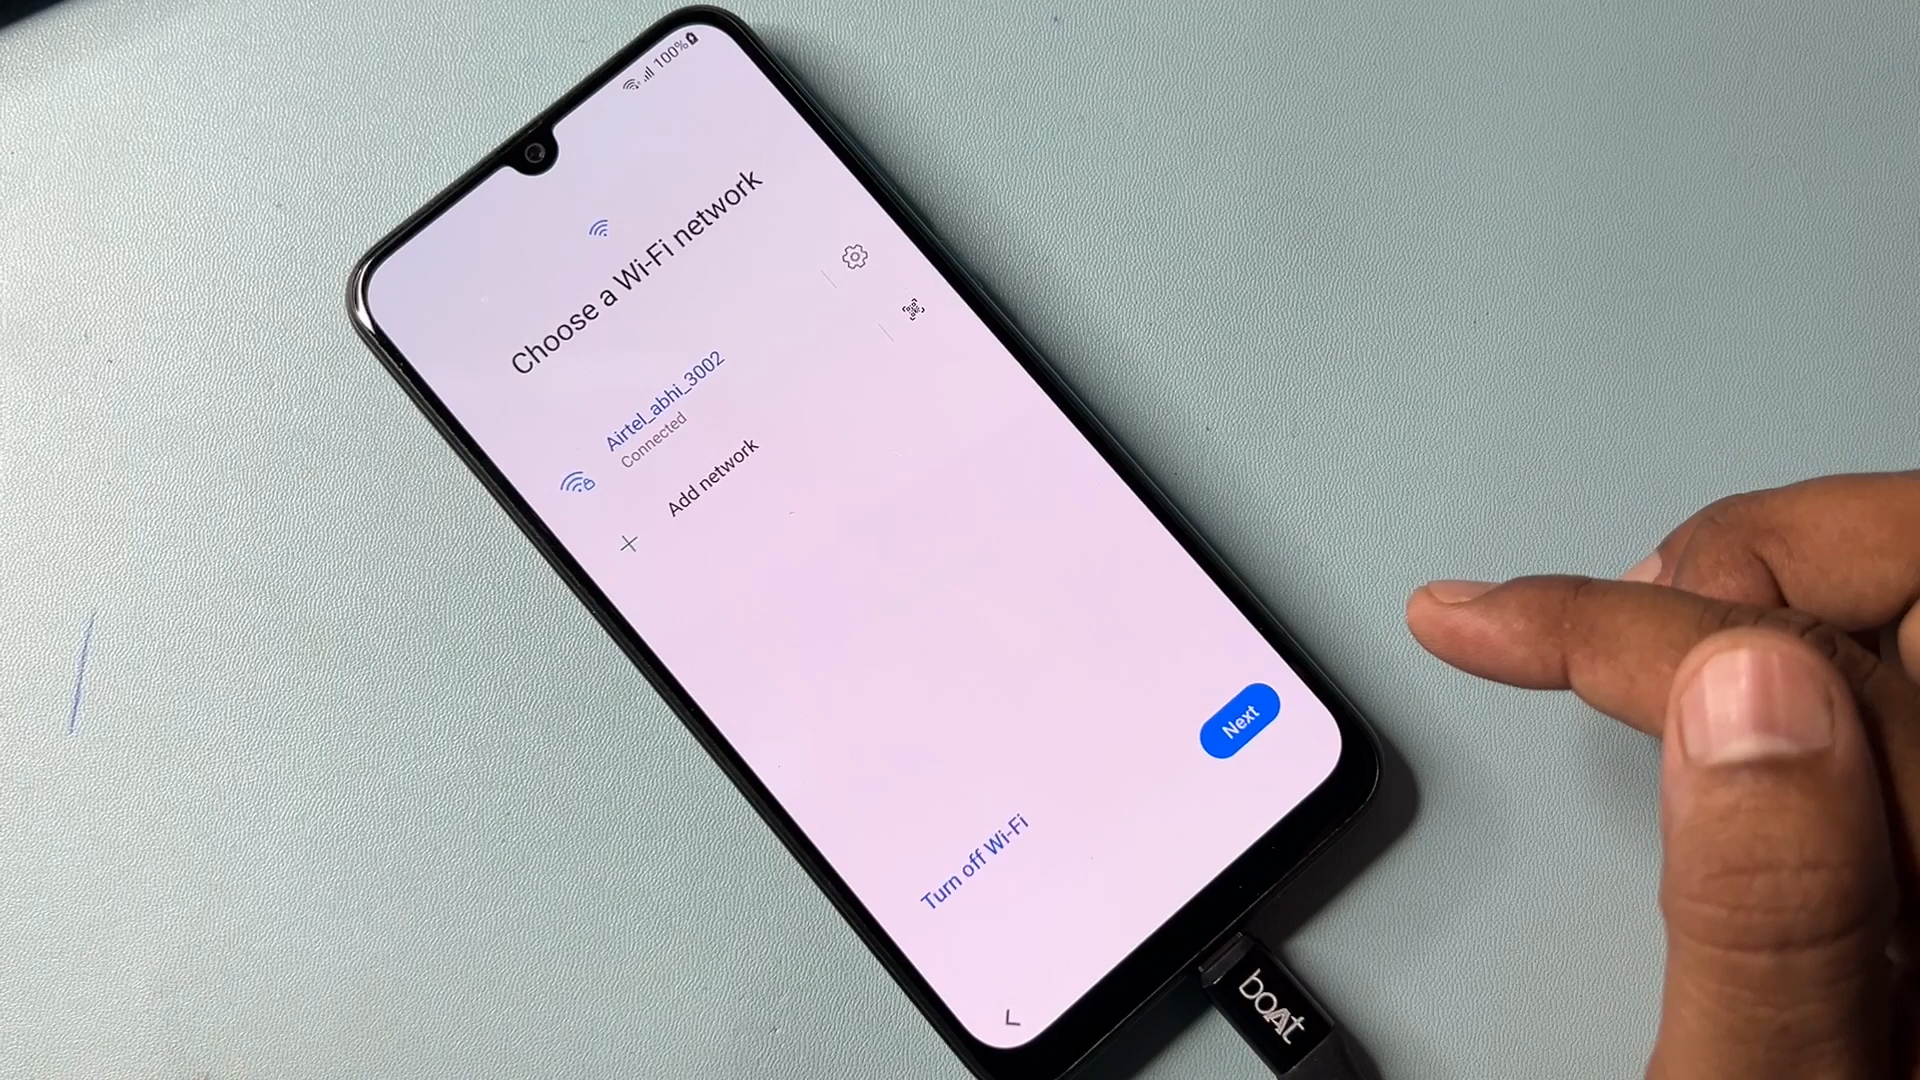 100%
Choose a Wi-Fi network
Airtel_abhi_3002
Connected
Add network
Next
Turn off Wi-Fi
boAt